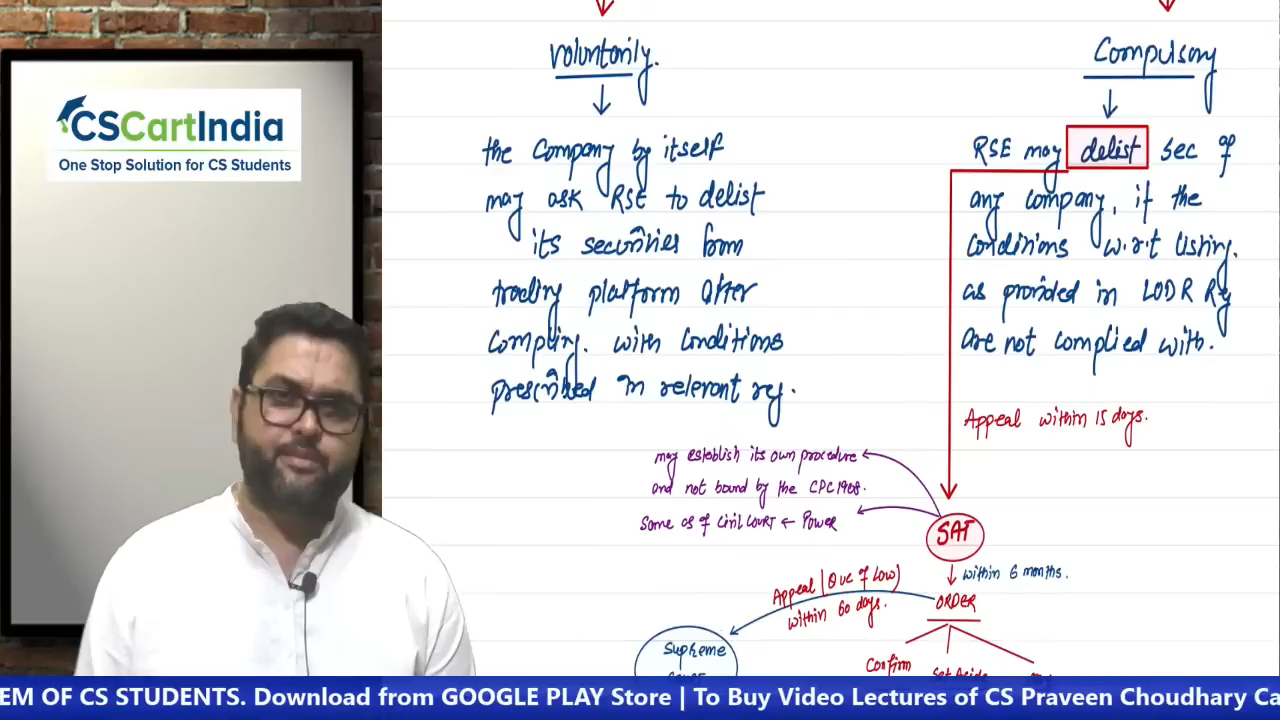 CSCartIndia
One Stop Solution for CS Students
Voluntarily.
the Company by itself
may ask RSE to delist
its securities from
trading platform after
Complying. with Conditions
prescribed in relevant reg.
Compulsory
RSE may delist sec of
any company, if the
Conditions w.r.t Listing.
as provided in LODR Reg
are not complied with.
Appeal within 15 days.
may establish its own procedure
and not bound by the CPC 1908.
Same as of Civil Court ← Power
SAT
within 6 months.
ORDER
Appeal (Que of Law)
within 60 days.
Supreme
Confirm
Set Aside
EM OF CS STUDENTS. Download from GOOGLE PLAY Store | To Buy Video Lectures of CS Praveen Choudhary Ca